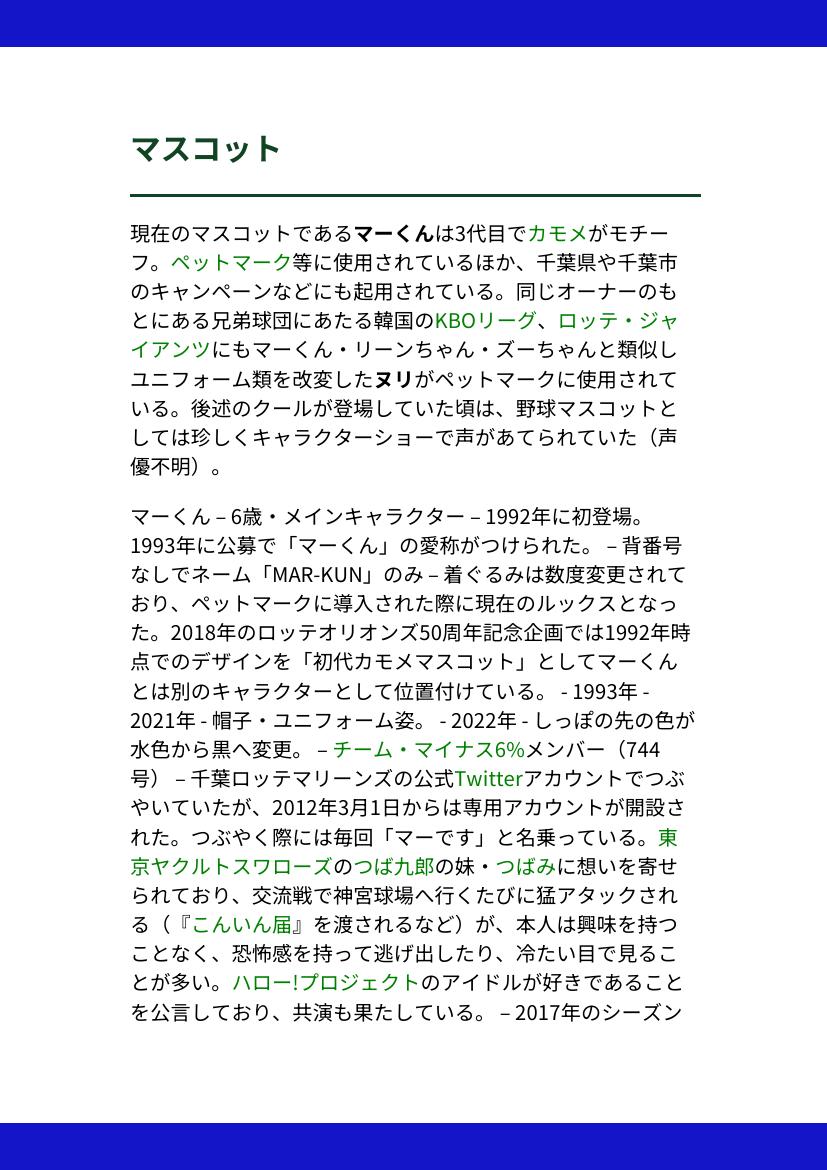 マスコット
現在のマスコットであるマーくんは3代目でカモメがモチー
フ。ペットマーク等に使用されているほか、千葉県や千葉市
のキャンペーンなどにも起用されている。同じオーナーのも
とにある兄弟球団にあたる韓国のKBOリーグ、ロッテ・ジャ
イアンツにもマーくん・リーンちゃん・ズーちゃんと類似し
ユニフォーム類を改変したヌリがペットマークに使用されて
いる。後述のクールが登場していた頃は、野球マスコットと
しては珍しくキャラクターショーで声があてられていた（声
優不明）。
マーくん – 6歳・メインキャラクター – 1992年に初登場。
1993年に公募で「マーくん」の愛称がつけられた。 – 背番号
なしでネーム「MAR-KUN」のみ – 着ぐるみは数度変更されて
おり、ペットマークに導入された際に現在のルックスとなっ
た。2018年のロッテオリオンズ50周年記念企画では1992年時
点でのデザインを「初代カモメマスコット」としてマーくん
とは別のキャラクターとして位置付けている。 - 1993年 -
2021年 - 帽子・ユニフォーム姿。 - 2022年 - しっぽの先の色が
水色から黒へ変更。 – チーム・マイナス6%メンバー（744
号） – 千葉ロッテマリーンズの公式Twitterアカウントでつぶ
やいていたが、2012年3月1日からは専用アカウントが開設さ
れた。つぶやく際には毎回「マーです」と名乗っている。東
京ヤクルトスワローズのつば九郎の妹・つばみに想いを寄せ
られており、交流戦で神宮球場へ行くたびに猛アタックされ
る（『こんいん届』を渡されるなど）が、本人は興味を持つ
ことなく、恐怖感を持って逃げ出したり、冷たい目で見るこ
とが多い。ハロー!プロジェクトのアイドルが好きであること
を公言しており、共演も果たしている。 – 2017年のシーズン